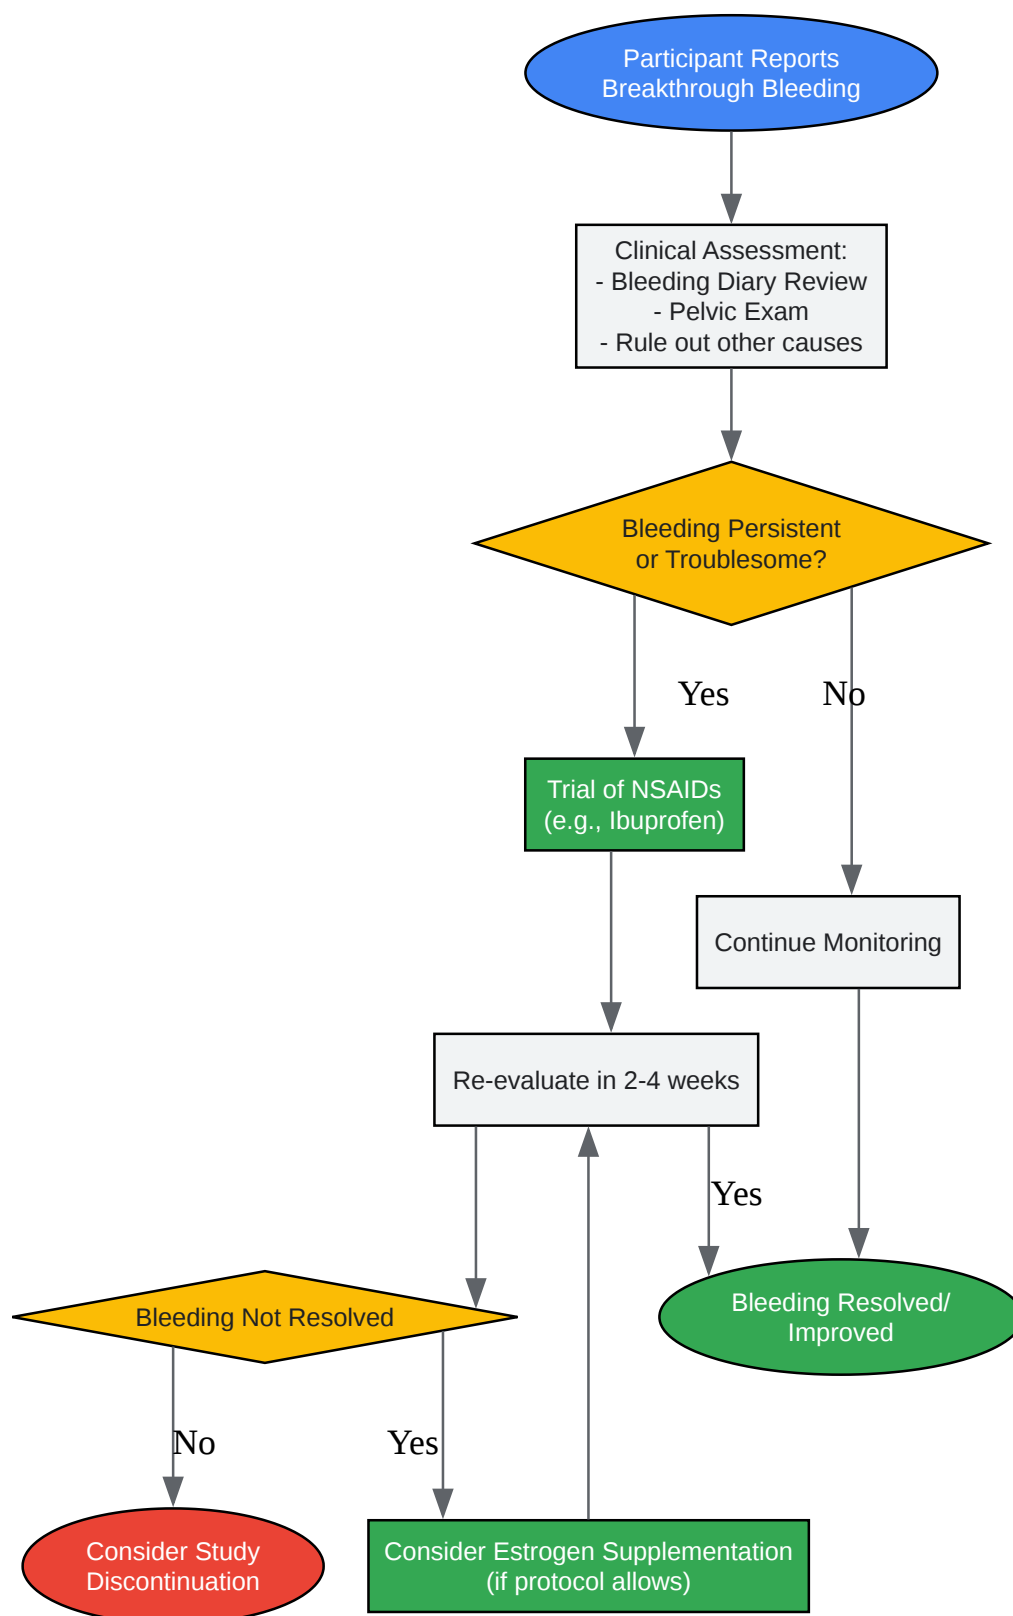 Participant Reports
Breakthrough Bleeding
Clinical Assessment:
- Bleeding Diary Review
- Pelvic Exam
- Rule out other causes
Bleeding Persistent
or Troublesome?
Yes
No
Trial of NSAIDs
(e.g., Ibuprofen)
Continue Monitoring
Re-evaluate in 2-4 weeks
Yes
Bleeding Not Resolved
Bleeding Resolved/
Improved
No
Yes
Consider Study
Discontinuation
Consider Estrogen Supplementation
(if protocol allows)